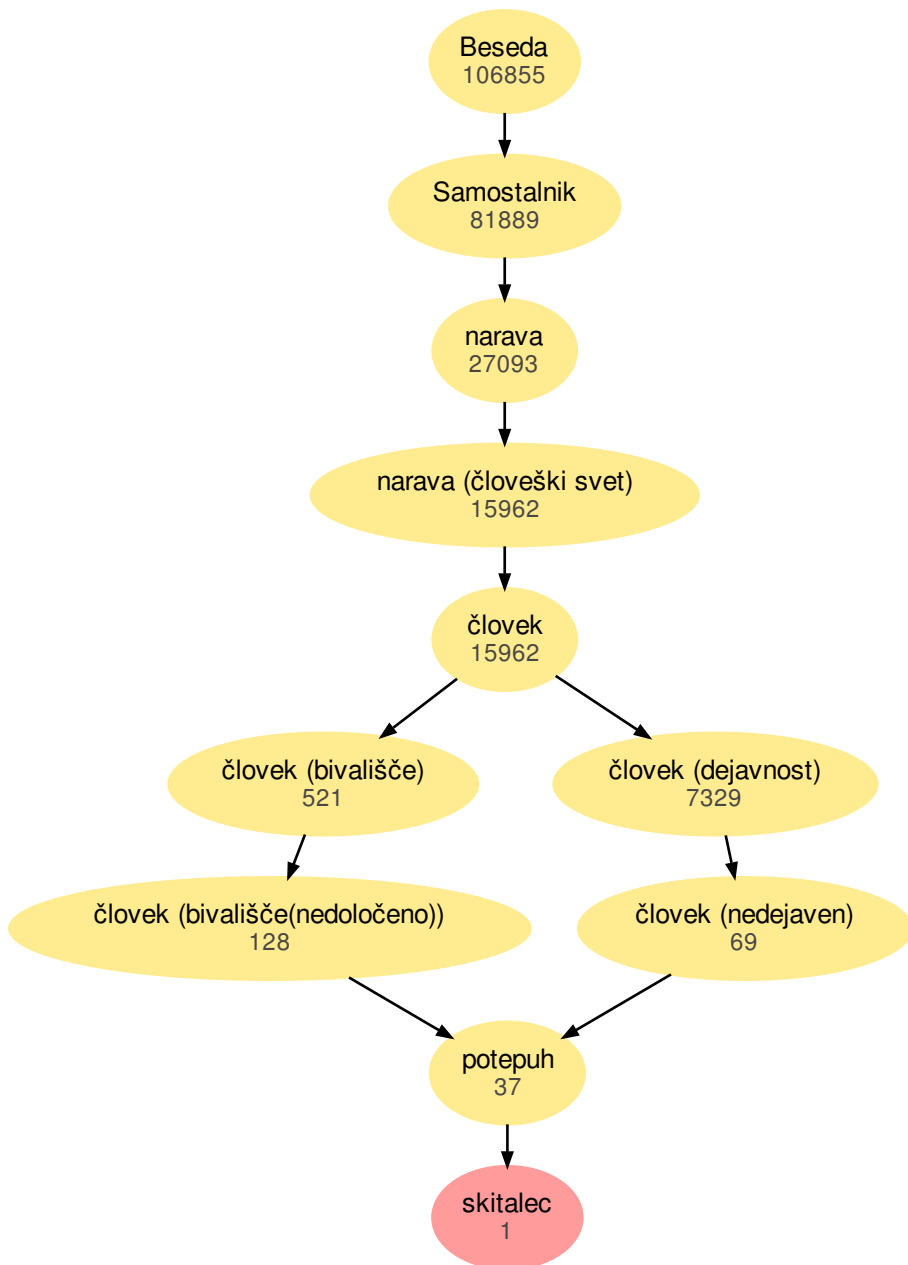 Beseda
106855
Samostalnik
81889
narava
27093
narava (človeški svet)
15962
človek
15962
človek (bivališče)
521
človek (dejavnost)
7329
človek (bivališče(nedoločeno))
128
človek (nedejaven)
69
potepuh
37
skitalec
1